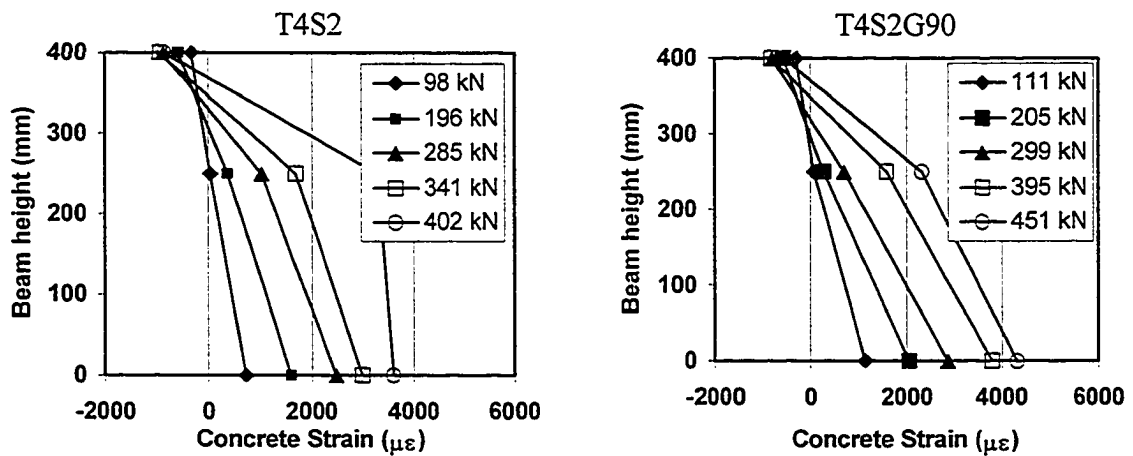 T4S2
400
300
200
100
0
Beam height (mm)
98 kN
196 kN
285 kN
341 kN
402 kN
-2000 0 2000 4000 6000
Concrete Strain (με)
T4S2G90
400
300
200
100
0
Beam height (mm)
111 kN
205 kN
299 kN
395 kN
451 kN
-2000 0 2000 4000 6000
Concrete Strain (με)